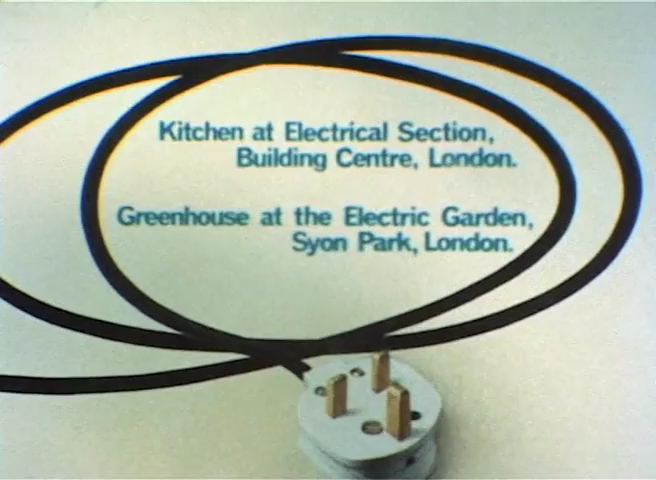 Kitchen at Electrical Section,
Building Centre, London.
Greenhouse at the Electric Garden,
Syon Park, London.